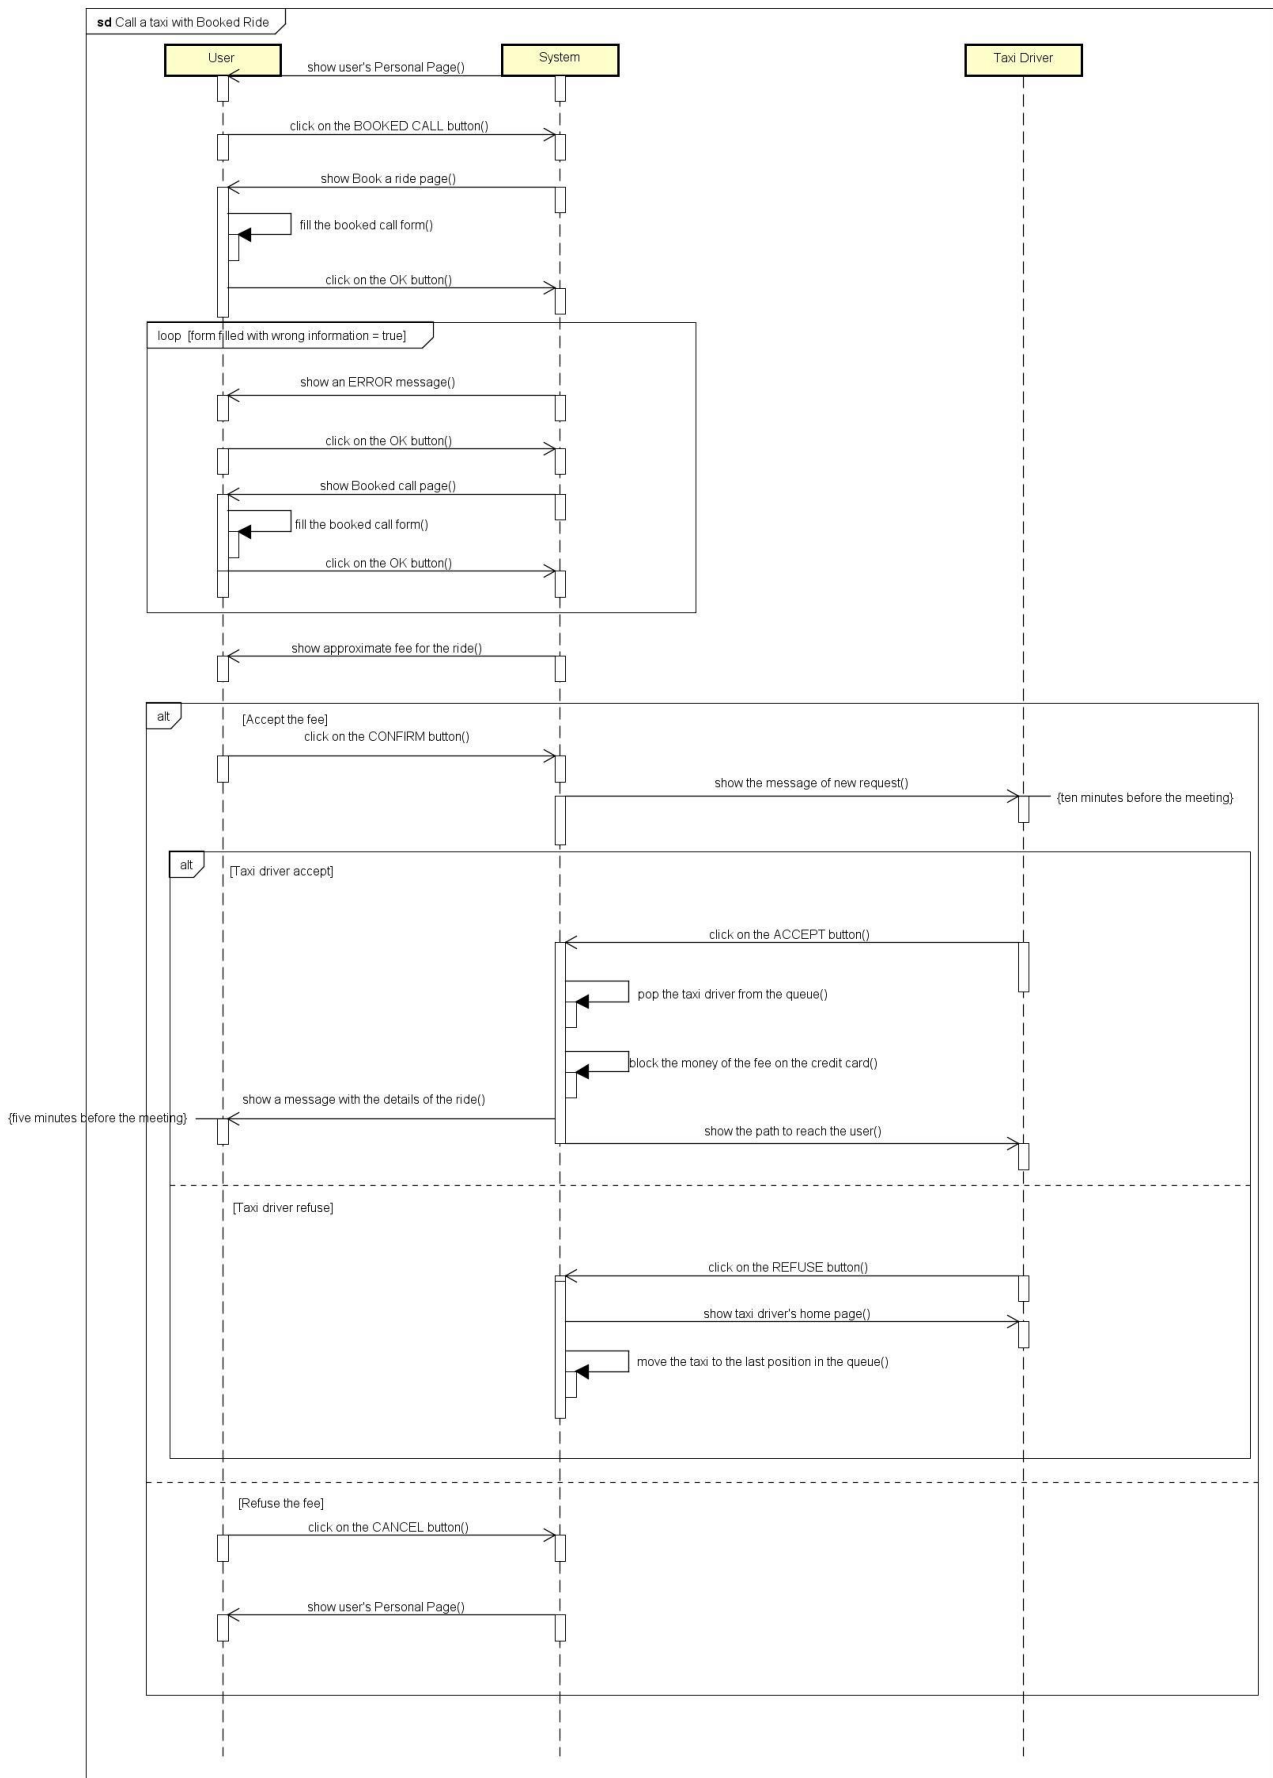 sd Call a taxi with Booked Ride
User
System
Taxi Driver
show user's Personal Page()
click on the BOOKED CALL button()
show Book a ride page()
fill the booked call form()
click on the OK button()
loop [form filled with wrong information = true]
show an ERROR message()
click on the OK button()
show Booked call page()
fill the booked call form()
click on the OK button()
show approximate fee for the ride()
alt
[Accept the fee]
click on the CONFIRM button()
show the message of new request()
{ten minutes before the meeting}
alt
[Taxi driver accept]
click on the ACCEPT button()
pop the taxi driver from the queue()
block the money of the fee on the credit card()
show a message with the details of the ride()
{five minutes before the meeting}
show the path to reach the user()
[Taxi driver refuse]
click on the REFUSE button()
show taxi driver's home page()
move the taxi to the last position in the queue()
[Refuse the fee]
click on the CANCEL button()
show user's Personal Page()